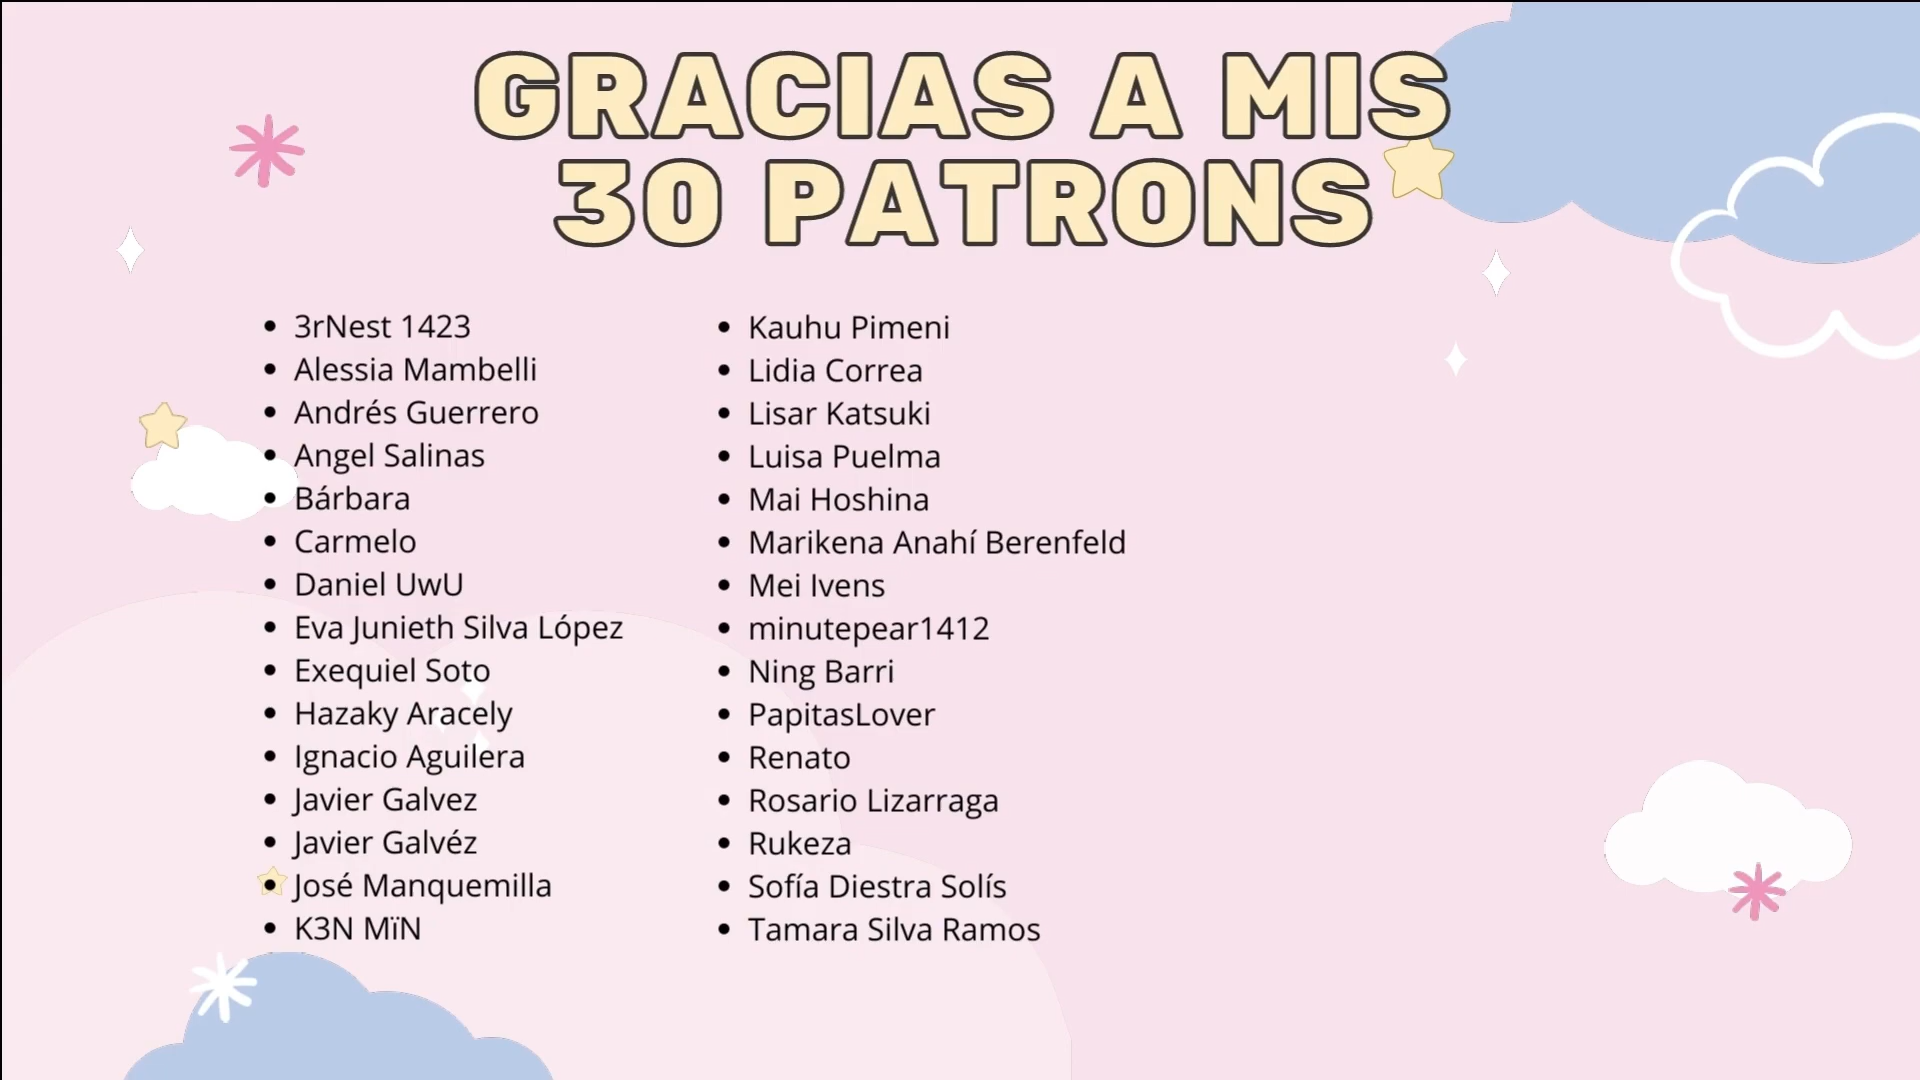 GRACIAS A MIS
30 PATRONS
• 3rNest 1423
• Alessia Mambelli
• Andrés Guerrero
• Angel Salinas
• Bárbara
• Carmelo
• Daniel UwU
• Eva Junieth Silva López
• Exequiel Soto
• Hazaky Aracely
• Ignacio Aguilera
• Javier Galvez
• Javier Galvéz
• José Manquemilla
• K3N MïN
• Kauhu Pimeni
• Lidia Correa
• Lisar Katsuki
• Luisa Puelma
• Mai Hoshina
• Marikena Anahí Berenfeld
• Mei Ivens
• minutepear1412
• Ning Barri
• PapitasLover
• Renato
• Rosario Lizarraga
• Rukeza
• Sofía Diestra Solís
• Tamara Silva Ramos